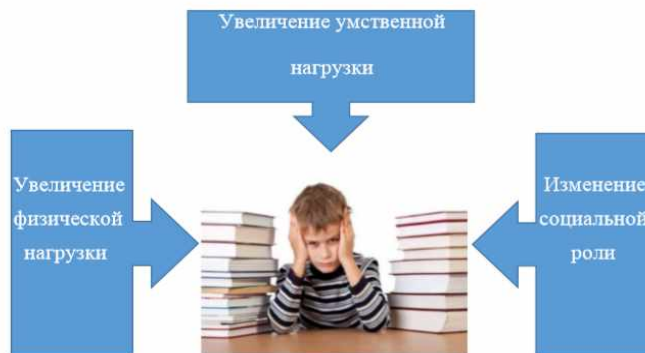 Увеличение умственной
нагрузки
Увеличение
физической
нагрузки
Изменение
социальной
роли